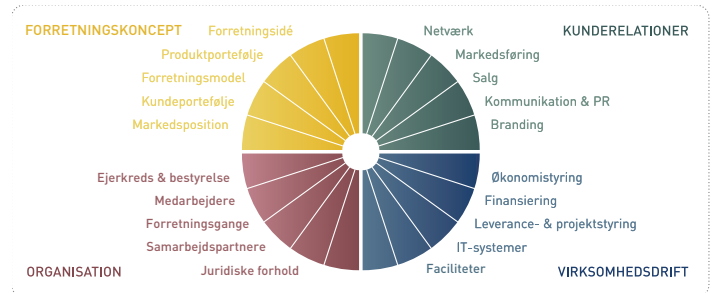 FORRETNINGSKONCEPT
Forretningsidé
Produktportefølje
Forretningsmodel
Kundeportefølje
Markedsposition
KUNDERELATIONER
Netværk
Markedsføring
Salg
Kommunikation & PR
Branding
Ejerkreds & bestyrelse
Medarbejdere
Forretningsgange
Samarbejdspartnere
Juridiske forhold
ORGANISATION
Økonomistyring
Finansiering
Leverance- & projektstyring
IT-systemer
Faciliteter
VIRKSOMHEDSDRIFT